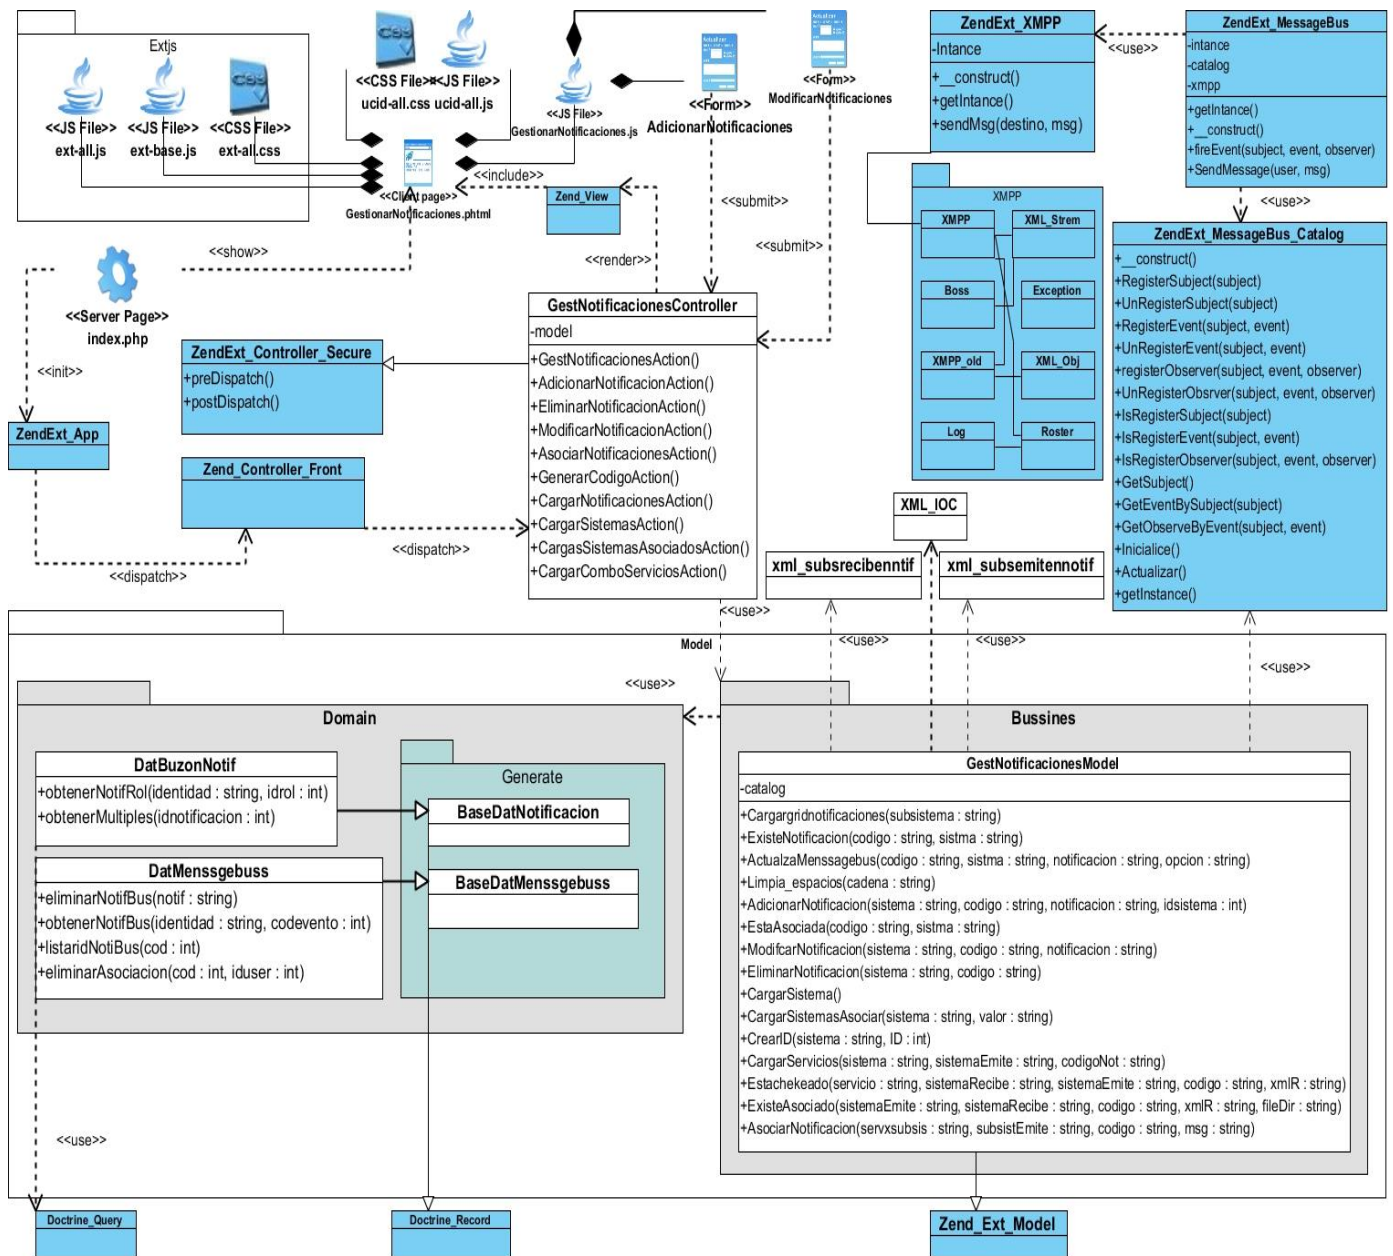 Extjs
<<JS File>>
ext-all.js
<<JS File>>
ext-base.js
<<CSS File>>
ext-all.css
<<CSS File>>
ucid-all.css
<<JS File>>
ucid-all.js
<<JS File>>
GestionarNotificaciones.js
<<Form>>
AdicionarNotificaciones
<<Form>>
ModificarNotificaciones
<<Client page>>
GestionarNotificaciones.phtml
<<include>>
Zend_View
<<submit>>
<<submit>>
<<render>>
<<show>>
<<Server Page>>
index.php
<<init>>
ZendExt_App
ZendExt_Controller_Secure
+preDispatch()
+postDispatch()
Zend_Controller_Front
<<dispatch>>
<<dispatch>>
GestNotificacionesController
-model
+GestNotificacionesAction()
+AdicionarNotificacionAction()
+EliminarNotificacionAction()
+ModificarNotificacionAction()
+AsociarNotificacionesAction()
+GenerarCodigoAction()
+CargarNotificacionesAction()
+CargarSistemasAction()
+CargasSistemasAsociadosAction()
+CargarComboServiciosAction()
ZendExt_XMPP
-Intance
+__construct()
+getIntance()
+sendMsg(destino, msg)
<<use>>
ZendExt_MessageBus
-intance
-catalog
-xmpp
+getIntance()
+__construct()
+fireEvent(subject, event, observer)
+SendMessage(user, msg)
<<use>>
XMPP
XMPP
XML_Strem
Boss
Exception
XMPP_old
XML_Obj
Log
Roster
ZendExt_MessageBus_Catalog
+__construct()
+RegisterSubject(subject)
+UnRegisterSubject(subject)
+RegisterEvent(subject, event)
+UnRegisterEvent(subject, event)
+registerObserver(subject, event, observer)
+UnRegisterObsrver(subject, event, observer)
+IsRegisterSubject(subject)
+IsRegisterEvent(subject, event)
+IsRegisterObserver(subject, event, observer)
+GetSubject()
+GetEventBySubject(subject)
+GetObserveByEvent(subject, event)
+Inicialice()
+Actualizar()
+getInstance()
XML_IOC
xml_subsrecibenntif
xml_subsemitennotif
<<use>>
<<use>>
<<use>>
<<use>>
Model
<<use>>
Domain
DatBuzonNotif
+obtenerNotifRol(identidad : string, idrol : int)
+obtenerMultiples(idnotificacion : int)
DatMenssgebuss
+eliminarNotifBus(notif : string)
+obtenerNotifBus(identidad : string, codevento : int)
+listaridNotiBus(cod : int)
+eliminarAsociacion(cod : int, iduser : int)
Generate
BaseDatNotificacion
BaseDatMenssgebuss
Bussines
GestNotificacionesModel
-catalog
+Cargargridnotificaciones(subsistema : string)
+ExisteNotificacion(codigo : string, sistma : string)
+ActualzaMenssagebus(codigo : string, sistma : string, notificacion : string, opcion : string)
+Limpia_espacios(cadena : string)
+AdicionarNotificacion(sistema : string, codigo : string, notificacion : string, idsistema : int)
+EstaAsociada(codigo : string, sistma : string)
+ModifcarNotificacion(sistema : string, codigo : string, notificacion : string)
+EliminarNotificacion(sistema : string, codigo : string)
+CargarSistema()
+CargarSistemasAsociar(sistema : string, valor : string)
+CrearID(sistema : string, ID : int)
+CargarServicios(sistema : string, sistemaEmite : string, codigoNot : string)
+Estachekeado(servicio : string, sistemaRecibe : string, sistemaEmite : string, codigo : string, xmlR : string)
+ExisteAsociado(sistemaEmite : string, sistemaRecibe : string, codigo : string, xmlR : string, fileDir : string)
+AsociarNotificacion(servxsubsis : string, subsistEmite : string, codigo : string, msg : string)
<<use>>
Doctrine_Query
Doctrine_Record
Zend_Ext_Model